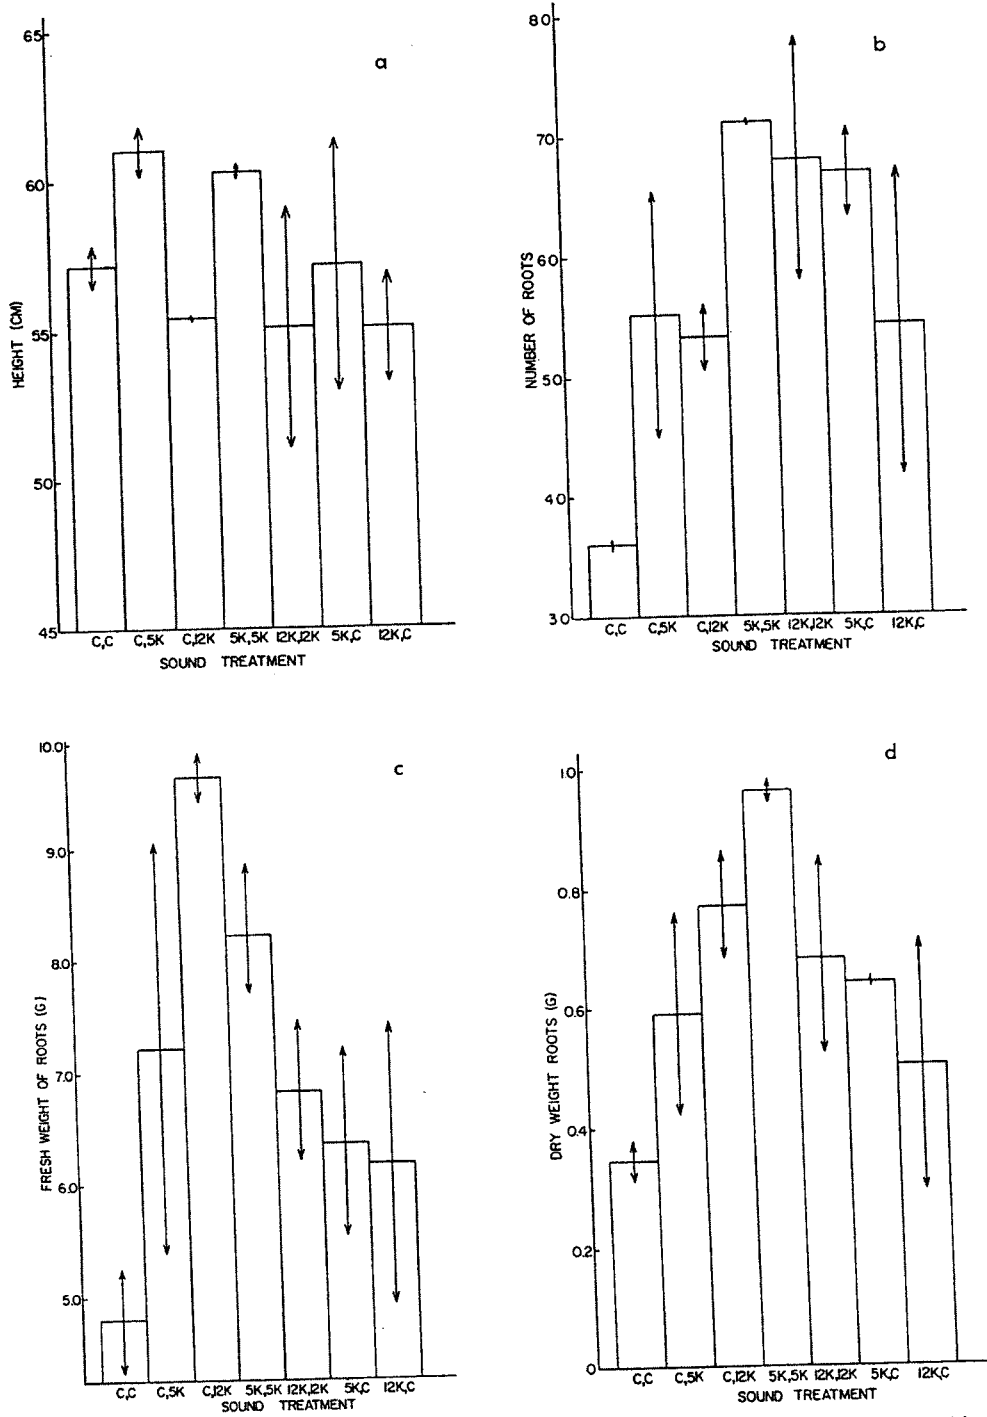 a
65
60
55
50
45
HEIGHT (CM)
C,C C,5K C,12K 5K,5K 12K,12K 5K,C 12K,C
SOUND TREATMENT
b
80
70
60
50
40
30
NUMBER OF ROOTS
C,C C,5K C,12K 5K,5K 12K,12K 5K,C 12K,C
SOUND TREATMENT
c
10.0
9.0
8.0
7.0
6.0
5.0
FRESH WEIGHT OF ROOTS (G)
C,C C,5K C,12K 5K,5K 12K,12K 5K,C 12K,C
SOUND TREATMENT
d
1.0
0.8
0.6
0.4
0.2
0
DRY WEIGHT ROOTS (G)
C,C C,5K C,12K 5K,5K 12K,12K 5K,C 12K,C
SOUND TREATMENT